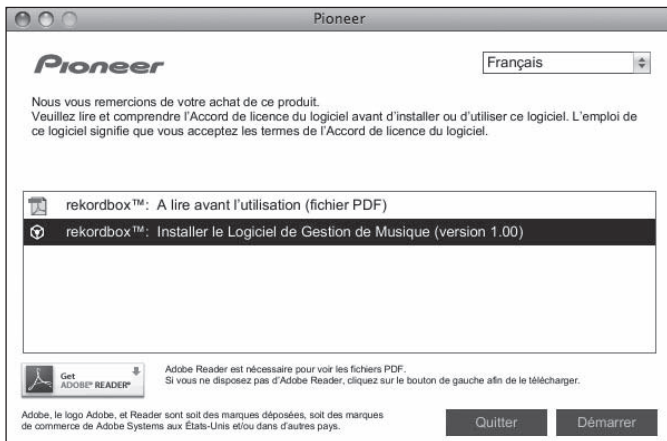 Pioneer
Pioneer
Français
Nous vous remercions de votre achat de ce produit.
Veuillez lire et comprendre l'Accord de licence du logiciel avant d'installer ou d'utiliser ce logiciel. L'emploi de
ce logiciel signifie que vous acceptez les termes de l'Accord de licence du logiciel.
rekordbox™: A lire avant l'utilisation (fichier PDF)
rekordbox™: Installer le Logiciel de Gestion de Musique (version 1.00)
Get
ADOBE® READER®
Adobe Reader est nécessaire pour voir les fichiers PDF.
Si vous ne disposez pas d'Adobe Reader, cliquez sur le bouton de gauche afin de le télécharger.
Adobe, le logo Adobe, et Reader sont soit des marques déposées, soit des marques
de commerce de Adobe Systems aux États-Unis et/ou dans d'autres pays.
Quitter
Démarrer